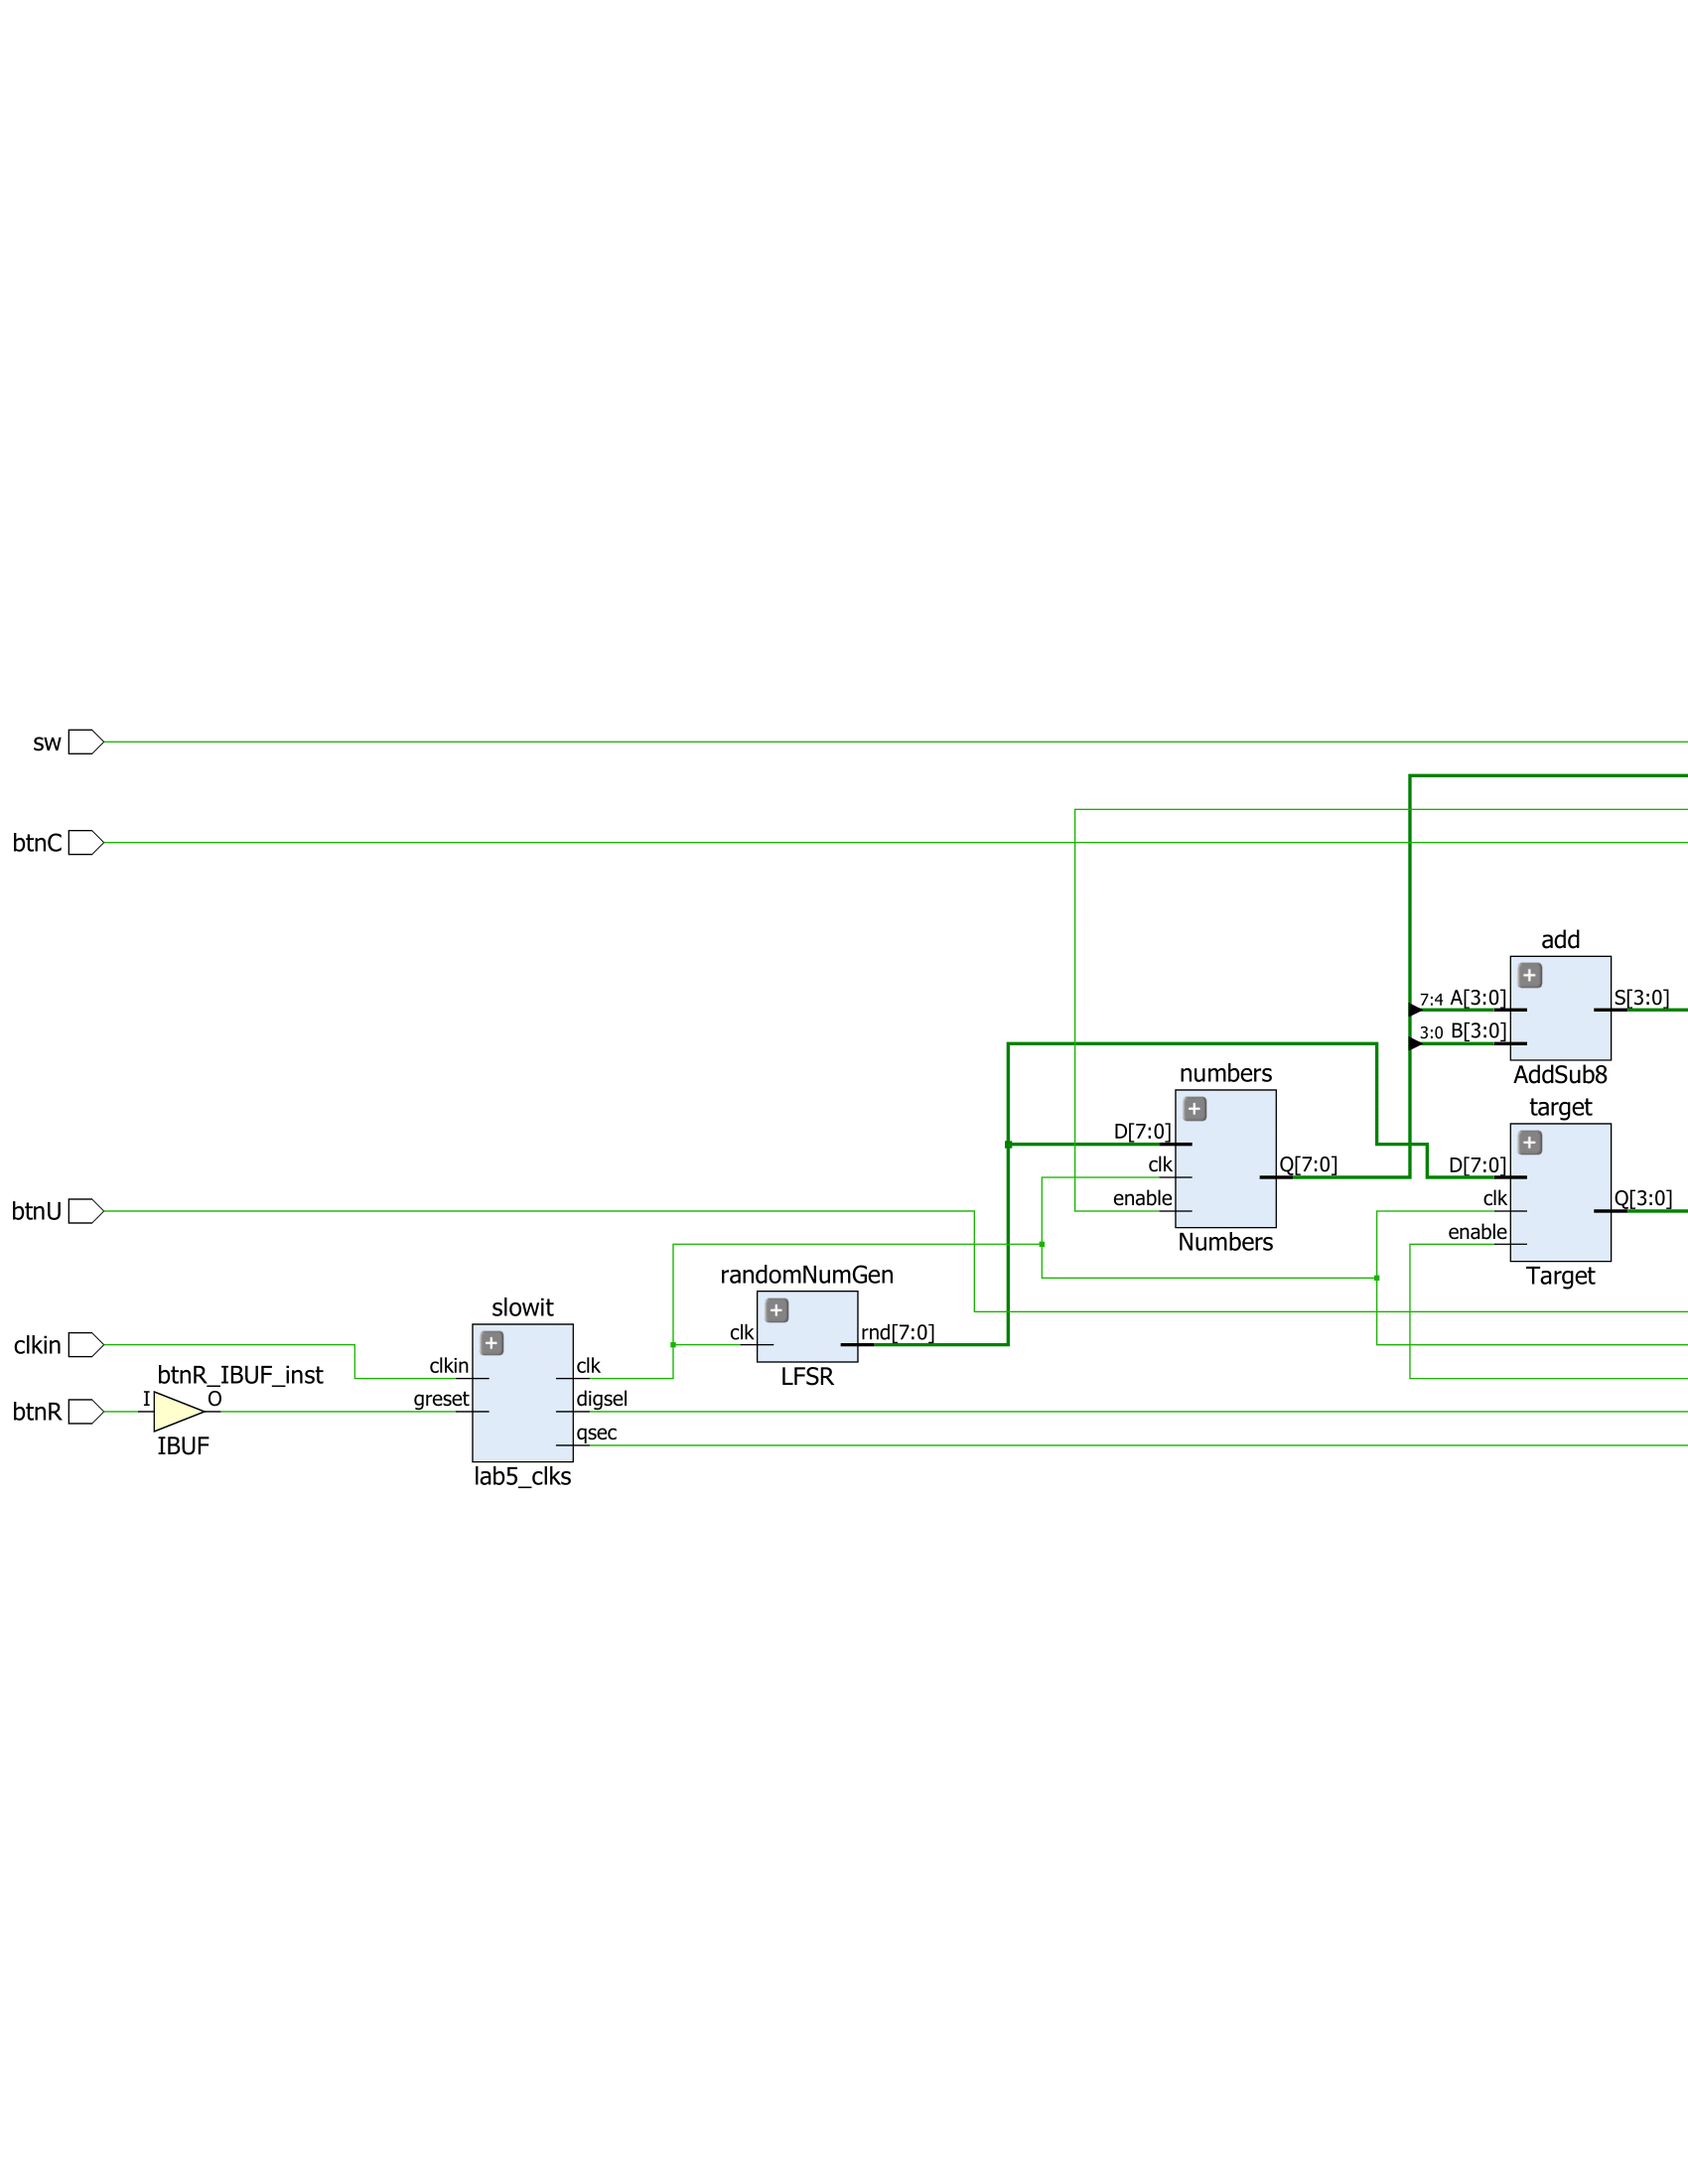 sw
btnC
add
7:4 A[3:0] S[3:0]
3:0 B[3:0]
AddSub8
numbers
D[7:0]
clk
enable
Q[7:0]
Numbers
target
D[7:0]
clk
enable
Q[3:0]
Target
btnU
randomNumGen
clk rnd[7:0]
LFSR
slowit
clkin
clkin clk
btnR_IBUF_inst
btnR
I O
IBUF
greset digsel
qsec
lab5_clks